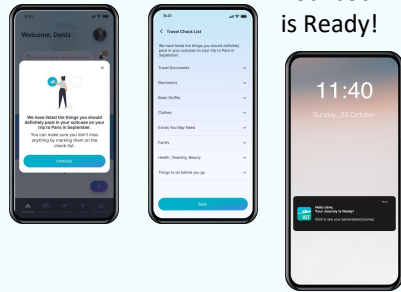 is Ready!
9:41
Welcome, Deniz
We have listed the things you should
definitely pack in your suitcase on your
trip to Paris in September.
You can make sure you don't miss
anything by marking them on the
check-list.
Continue
9:41
Travel Check List
We have listed the things you should definitely
pack in your suitcase on your trip to Paris in
September.
Travel Documents
Electronics
Basic Outfits
Clothes
Extras You May Need
Family
Health, Cleaning, Beauty
Things to do before you go
Save
11:40
Sunday, 23 October
IST
Hello Jane,
Your Journey is Ready!
Click to see your personalized journey.